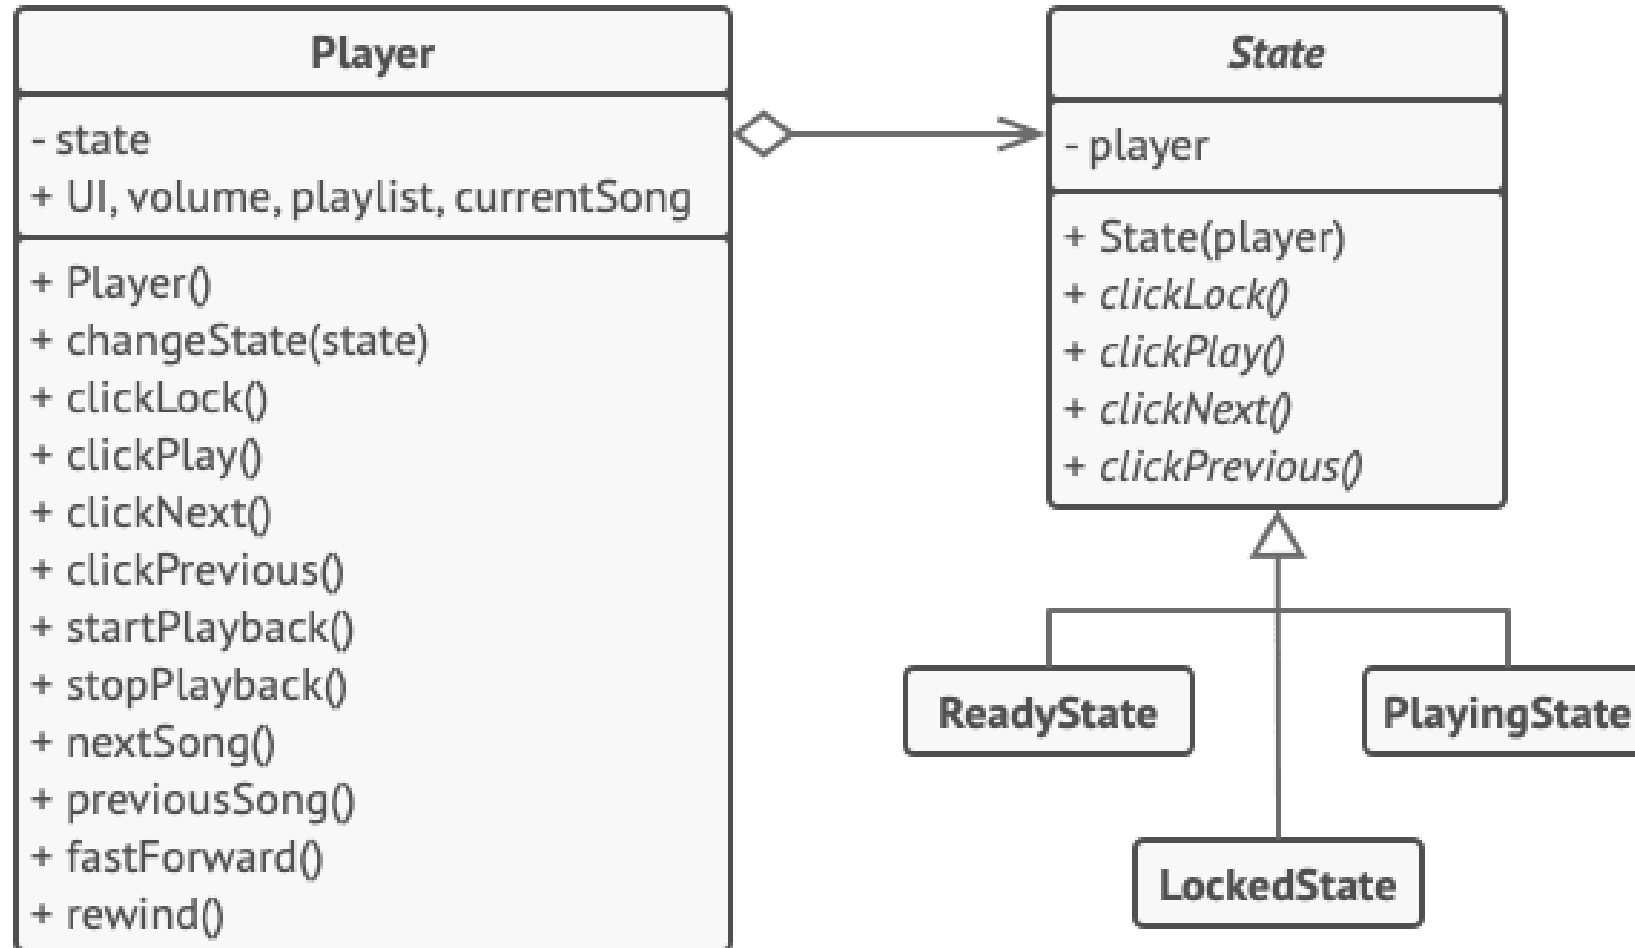 Player
- state
+ UI, volume, playlist, currentSong
+ Player()
+ changeState(state)
+ clickLock()
+ clickPlay()
+ clickNext()
+ clickPrevious()
+ startPlayback()
+ stopPlayback()
+ nextSong()
+ previousSong()
+ fastForward()
+ rewind()
State
- player
+ State(player)
+ clickLock()
+ clickPlay()
+ clickNext()
+ clickPrevious()
ReadyState
PlayingState
LockedState